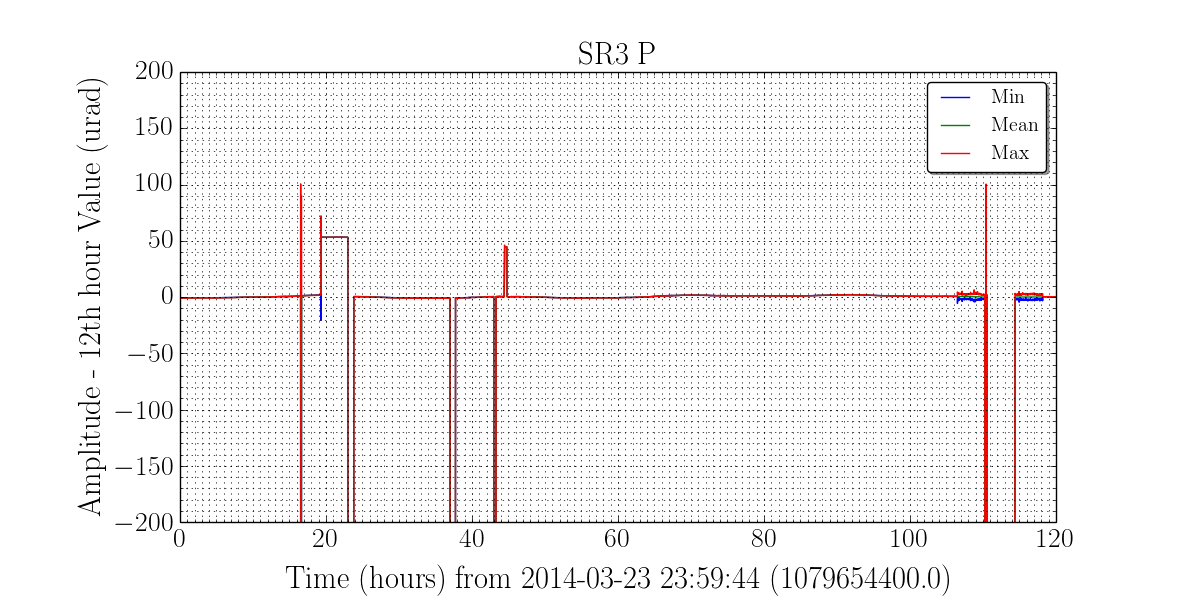 SR3 P
200
150
100
50
0
−50
−100
−150
−200
Amplitude - 12th hour Value (urad)
Min
Mean
Max
0 20 40 60 80 100 120
Time (hours) from 2014-03-23 23:59:44 (1079654400.0)